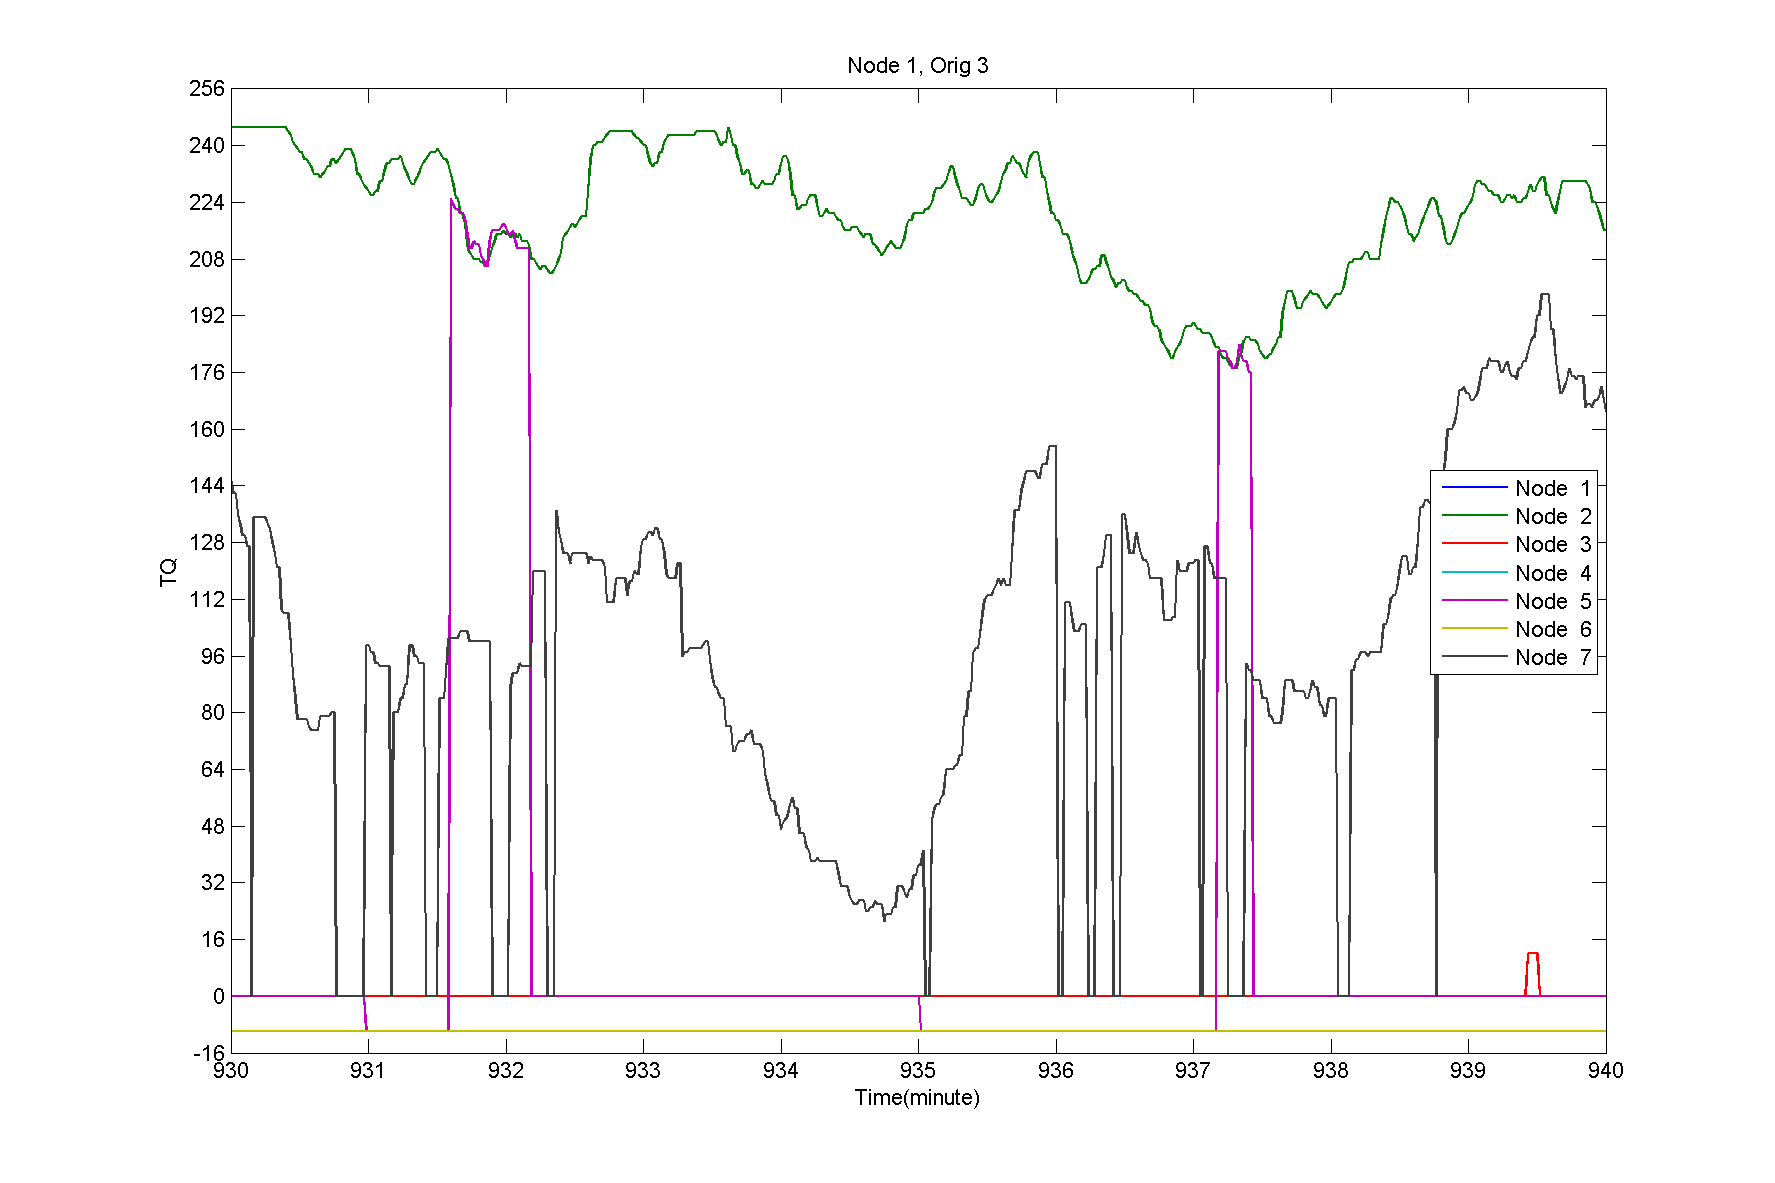 Node 1, Orig 3
256
240
224
208
192
176
160
144
128
112
96
80
64
48
32
16
0
-16
TQ
Node 1
Node 2
Node 3
Node 4
Node 5
Node 6
Node 7
930 931 932 933 934 935 936 937 938 939 940
Time(minute)